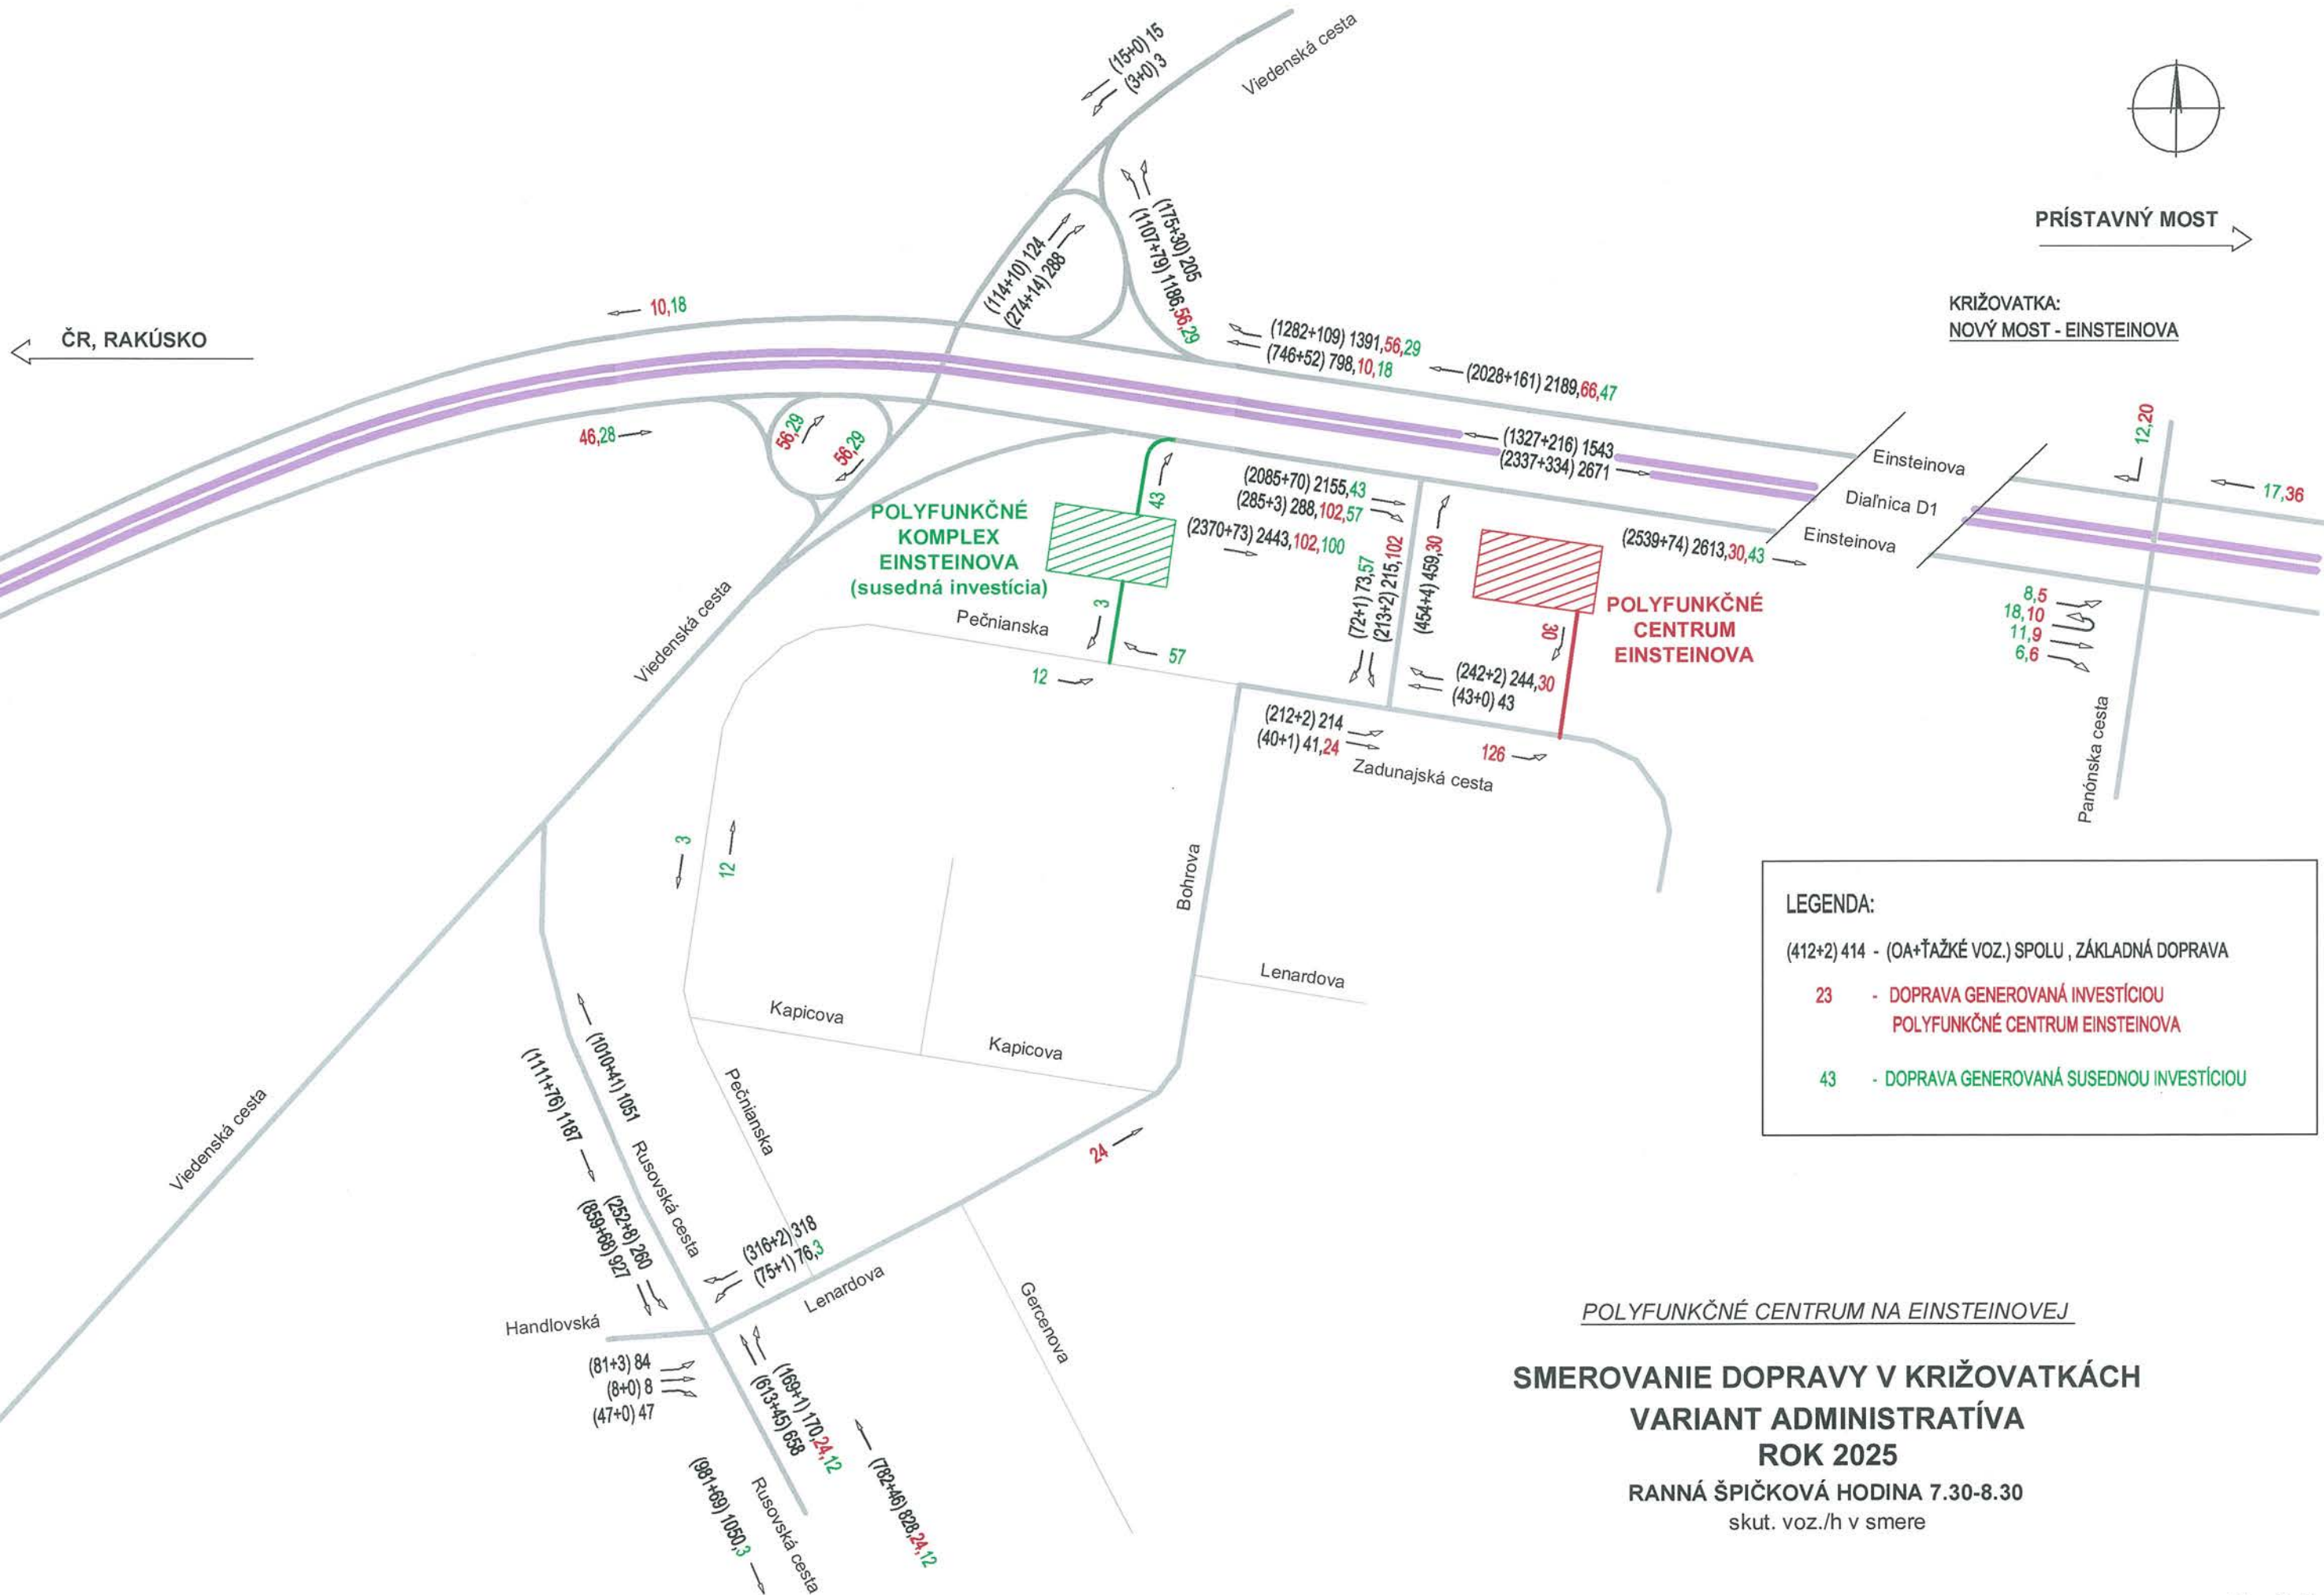 (15+0) 15
(3+0) 3
Viedenská cesta
PRÍSTAVNÝ MOST
KRIŽOVATKA:
NOVÝ MOST - EINSTEINOVA
ČR, RAKÚSKO
10,18
(114+10) 124
(274+14) 288
(175+30) 205
(1107+79) 1186,56,29
(1282+109) 1391,56,29
(746+52) 798,10,18
(2028+161) 2189,66,47
(1327+216) 1543
(2337+334) 2671
12,20
17,36
Einsteinova
Diaľnica D1
Einsteinova
46,28
56,29
56,29
43
(2085+70) 2155,43
(285+3) 288,102,57
(2370+73) 2443,102,100
(2539+74) 2613,30,43
POLYFUNKČNÉ
KOMPLEX
EINSTEINOVA
(susedná investícia)
(72+1) 73,57
(213+2) 215,102
(454+4) 459,30
POLYFUNKČNÉ
CENTRUM
EINSTEINOVA
30
8,5
18,10
11,9
6,6
Panónska cesta
Viedenská cesta
Pečnianska
3
57
12
(242+2) 244,30
(43+0) 43
(212+2) 214
(40+1) 41,24
126
Zadunajská cesta
3
12
Bohrova
Lenardova
Kapicova
Kapicova
Pečnianska
24
LEGENDA:
(412+2) 414 - (OA+ŤAŽKÉ VOZ.) SPOLU , ZÁKLADNÁ DOPRAVA
23 - DOPRAVA GENEROVANÁ INVESTÍCIOU
POLYFUNKČNÉ CENTRUM EINSTEINOVA
43 - DOPRAVA GENEROVANÁ SUSEDNOU INVESTÍCIOU
Viedenská cesta
(1010+41) 1051
(1111+76) 1187
Rusovská cesta
(252+8) 260
(859+68) 927
(316+2) 318
(75+1) 76,3
Lenardova
Gercenova
Handlovská
(81+3) 84
(8+0) 8
(47+0) 47
(169+1) 170,24,12
(613+45) 658
(782+46) 828,24,12
(981+69) 1050,3
Rusovská cesta
POLYFUNKČNÉ CENTRUM NA EINSTEINOVEJ
SMEROVANIE DOPRAVY V KRIŽOVATKÁCH
VARIANT ADMINISTRATÍVA
ROK 2025
RANNÁ ŠPIČKOVÁ HODINA 7.30-8.30
skut. voz./h v smere